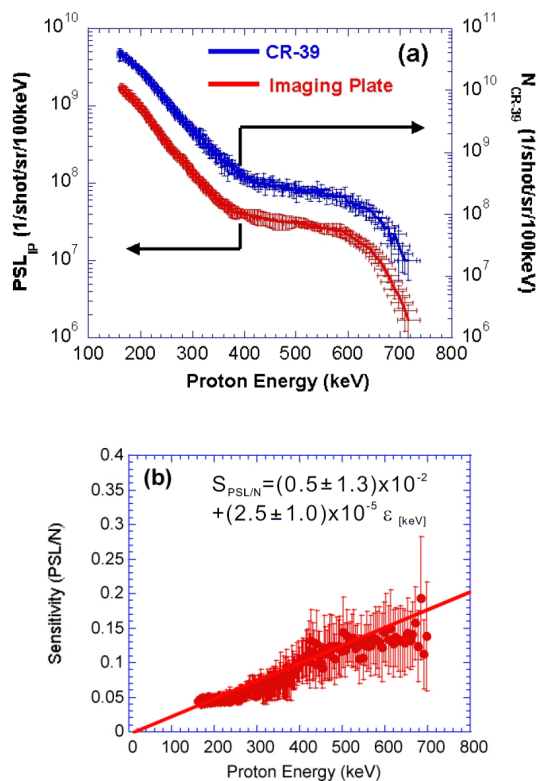 (a)
CR-39
Imaging Plate
10^10
10^9
10^8
10^7
10^6
PSL_IP (1/shot/sr/100keV)
10^11
10^10
10^9
10^8
10^7
10^6
N_CR-39 (1/shot/sr/100keV)
100 200 300 400 500 600 700 800
Proton Energy (keV)
(b)
S_PSL/N=(0.5±1.3)x10^-2
+(2.5±1.0)x10^-5 ε [keV]
0.4
0.35
0.3
0.25
0.2
0.15
0.1
0.05
0
Sensitivity (PSL/N)
0 100 200 300 400 500 600 700 800
Proton Energy (keV)